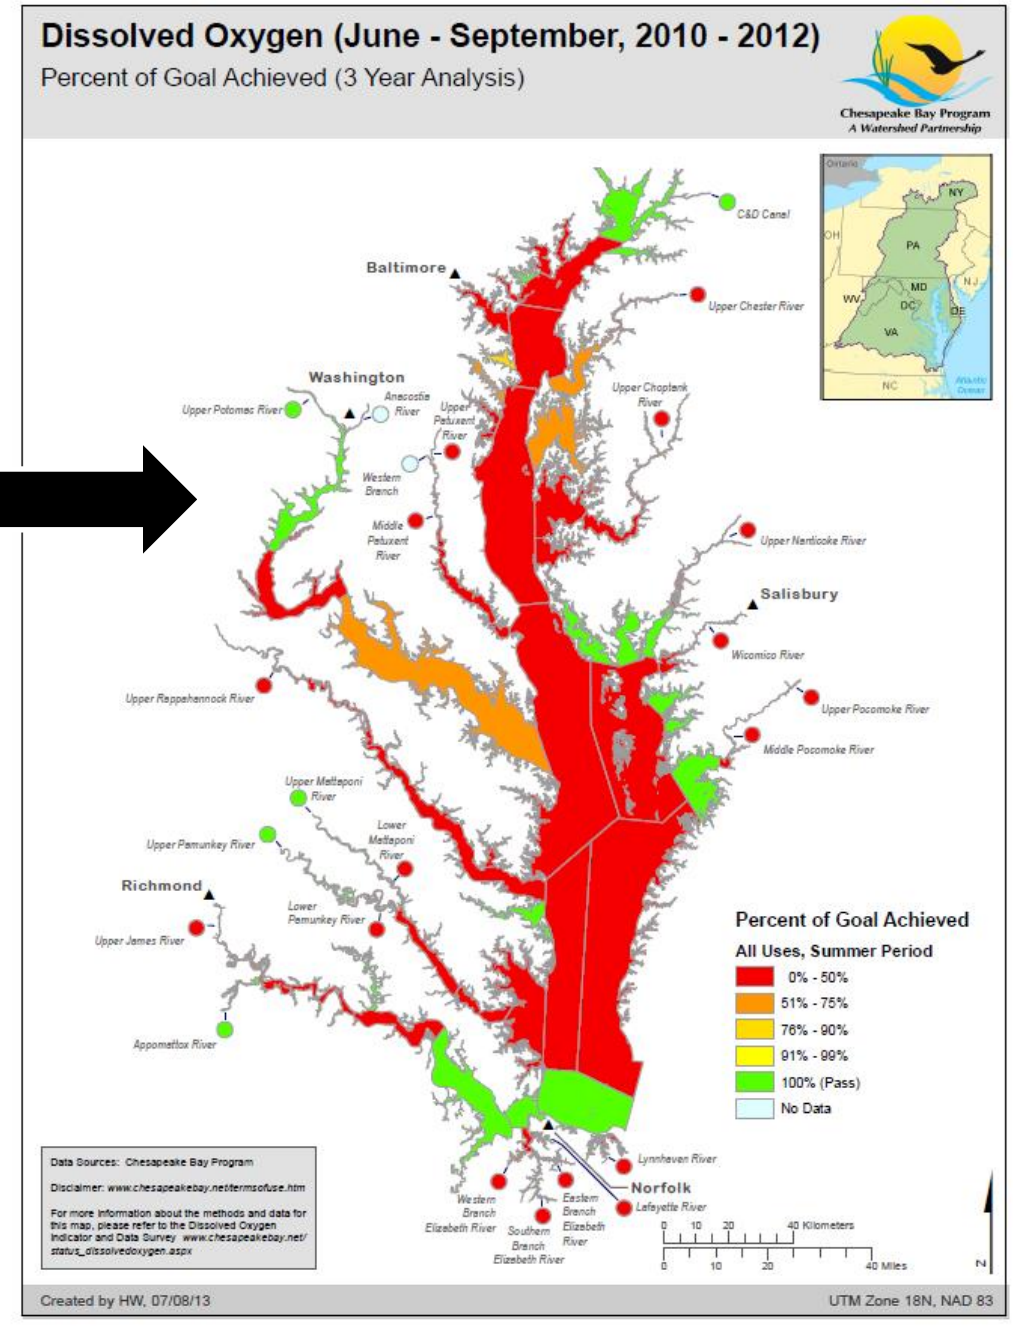 Dissolved Oxygen (June - September, 2010 - 2012)
Percent of Goal Achieved (3 Year Analysis)
Chesapeake Bay Program
A Watershed Partnership
Ontario
NY
OH
PA
NJ
MD
WV
DC
DE
VA
NC
Atlantic
Ocean
C&D Canal
Baltimore
Upper Chester River
Washington
Upper Potomac River
Anacostia
River
Upper
Patuxent
River
Upper Choptank
River
Western
Branch
Middle
Patuxent
River
Upper Nanticoke River
Salisbury
Wicomico River
Upper Rappahannock River
Upper Pocomoke River
Middle Pocomoke River
Upper Mattaponi
River
Upper Pamunkey River
Lower
Mattaponi
River
Richmond
Lower
Pamunkey River
Upper James River
Appomattox River
Percent of Goal Achieved
All Uses, Summer Period
0% - 50%
51% - 75%
76% - 90%
91% - 99%
100% (Pass)
No Data
Lynnhaven River
Norfolk
Lafayette River
Western
Branch
Elizabeth River
Southern
Branch
Elizabeth River
Eastern
Branch
Elizabeth
River
0 10 20 40 Kilometers
0 10 20 40 Miles
N
Data Sources: Chesapeake Bay Program
Disclaimer: www.chesapeakebay.net/termsofuse.htm
For more information about the methods and data for
this map, please refer to the Dissolved Oxygen
Indicator and Data Survey www.chesapeakebay.net/
status_dissolvedoxygen.aspx
Created by HW, 07/08/13
UTM Zone 18N, NAD 83